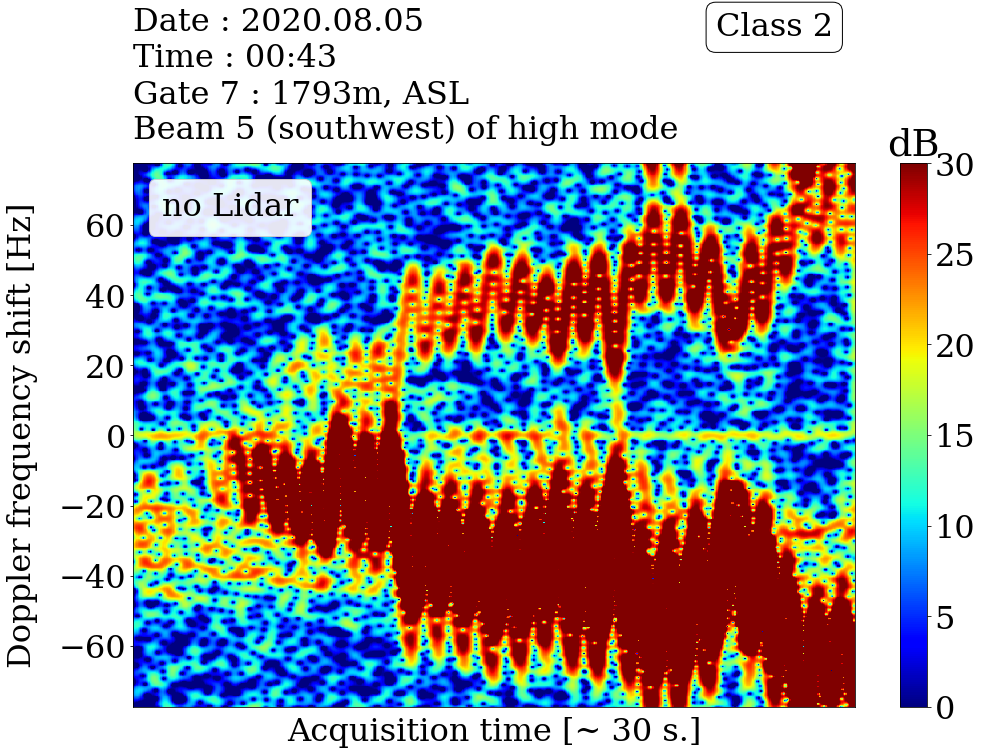 Date : 2020.08.05
Time : 00:43
Gate 7 : 1793m, ASL
Beam 5 (southwest) of high mode
Class 2
dB
no Lidar
Doppler frequency shift [Hz]
60
40
20
0
−20
−40
−60
30
25
20
15
10
5
0
Acquisition time [~ 30 s.]